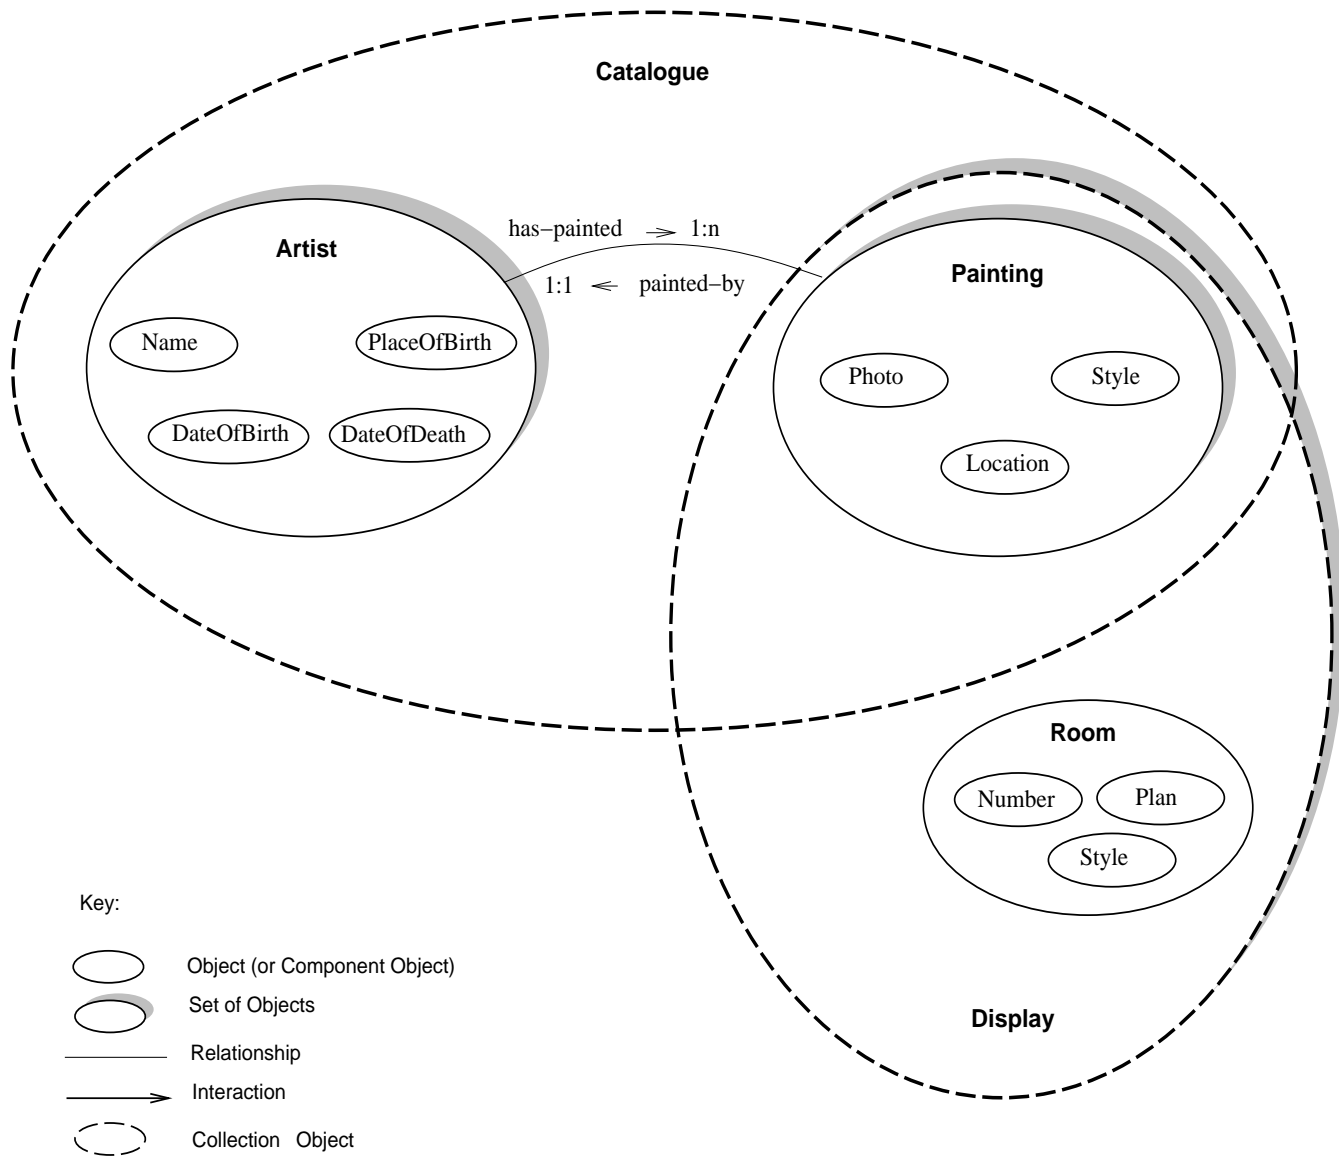 Catalogue
has−painted → 1:n
1:1 ← painted−by
Artist
Painting
Name
PlaceOfBirth
DateOfBirth
DateOfDeath
Photo
Style
Location
Room
Number
Plan
Style
Display
Key:
Object (or Component Object)
Set of Objects
Relationship
Interaction
Collection Object